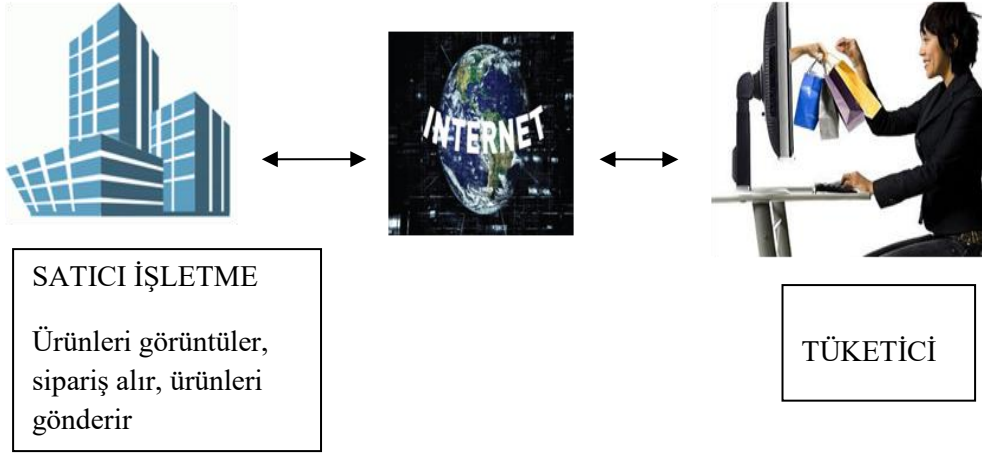 INTERNET
SATICI İŞLETME
Ürünleri görüntüler,
sipariş alır, ürünleri
gönderir
TÜKETİCİ